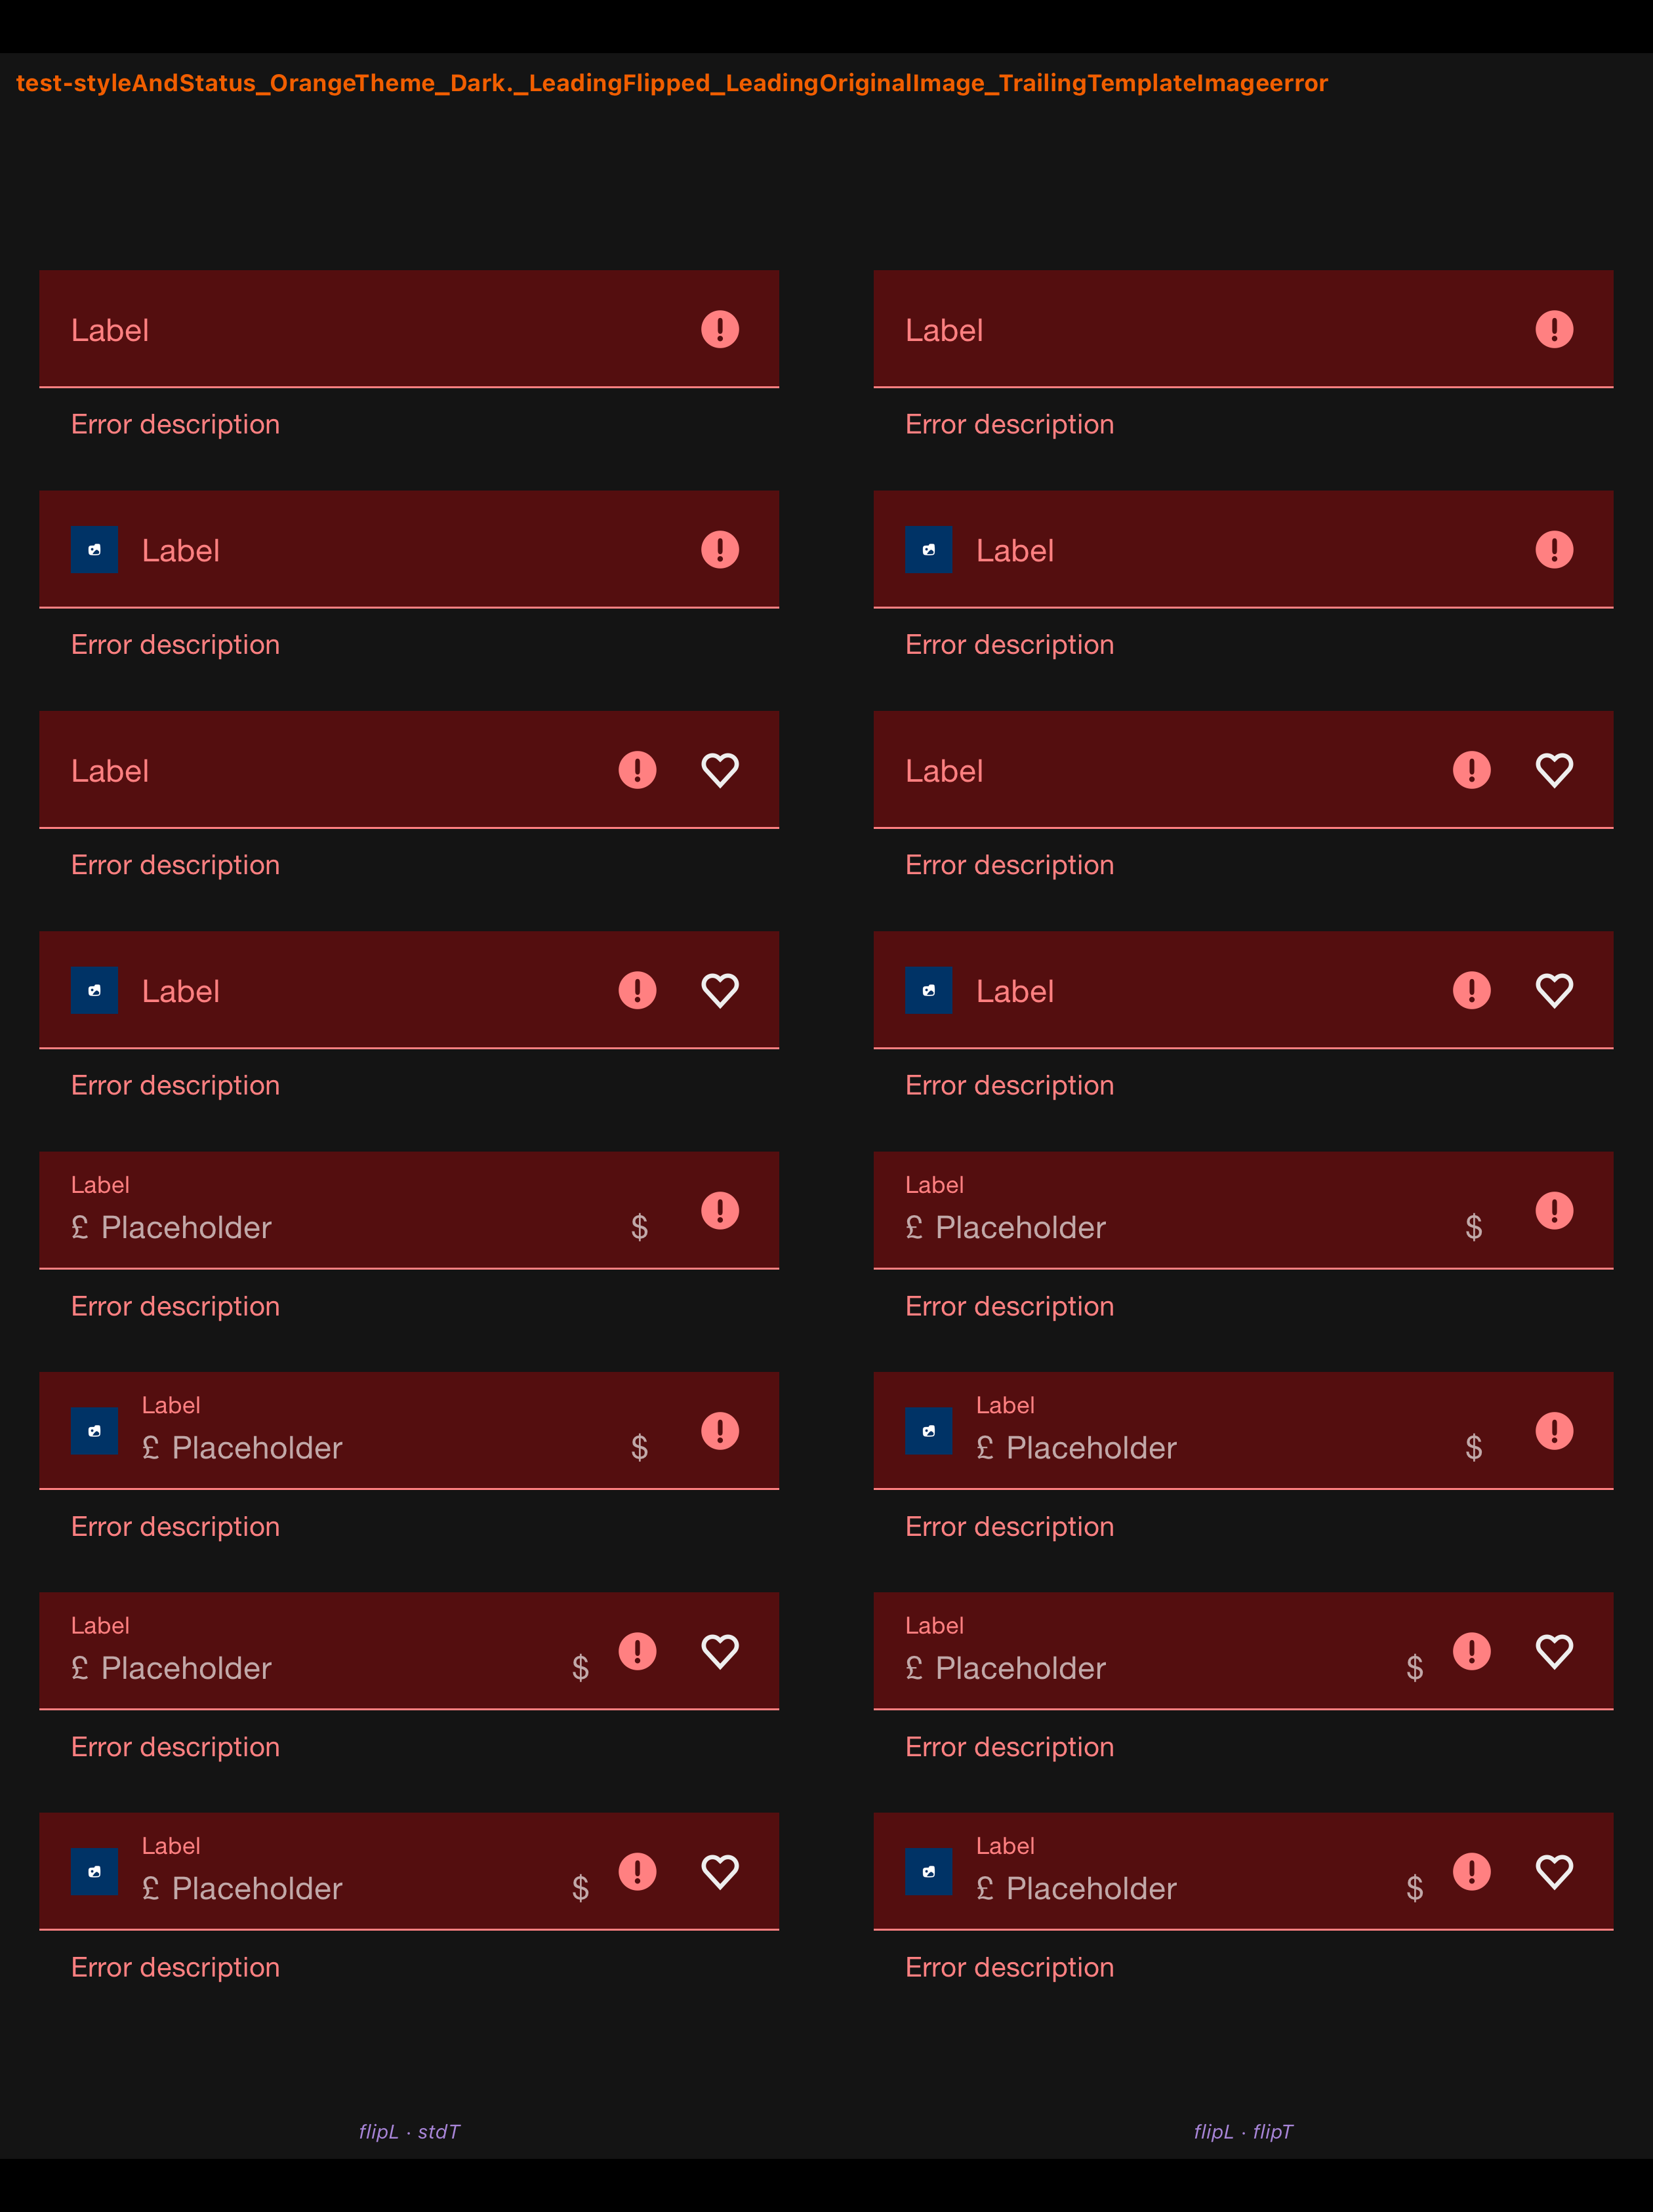 test-styleAndStatus_OrangeTheme_Dark._LeadingFlipped_LeadingOriginalImage_TrailingTemplateImageerror
Label
Error description
Label
Error description
Label
Error description
Label
Error description
Label
£ Placeholder $
Error description
Label
£ Placeholder $
Error description
Label
£ Placeholder $
Error description
Label
£ Placeholder $
Error description
flipL · stdT
Label
Error description
Label
Error description
Label
Error description
Label
Error description
Label
£ Placeholder $
Error description
Label
£ Placeholder $
Error description
Label
£ Placeholder $
Error description
Label
£ Placeholder $
Error description
flipL · flipT